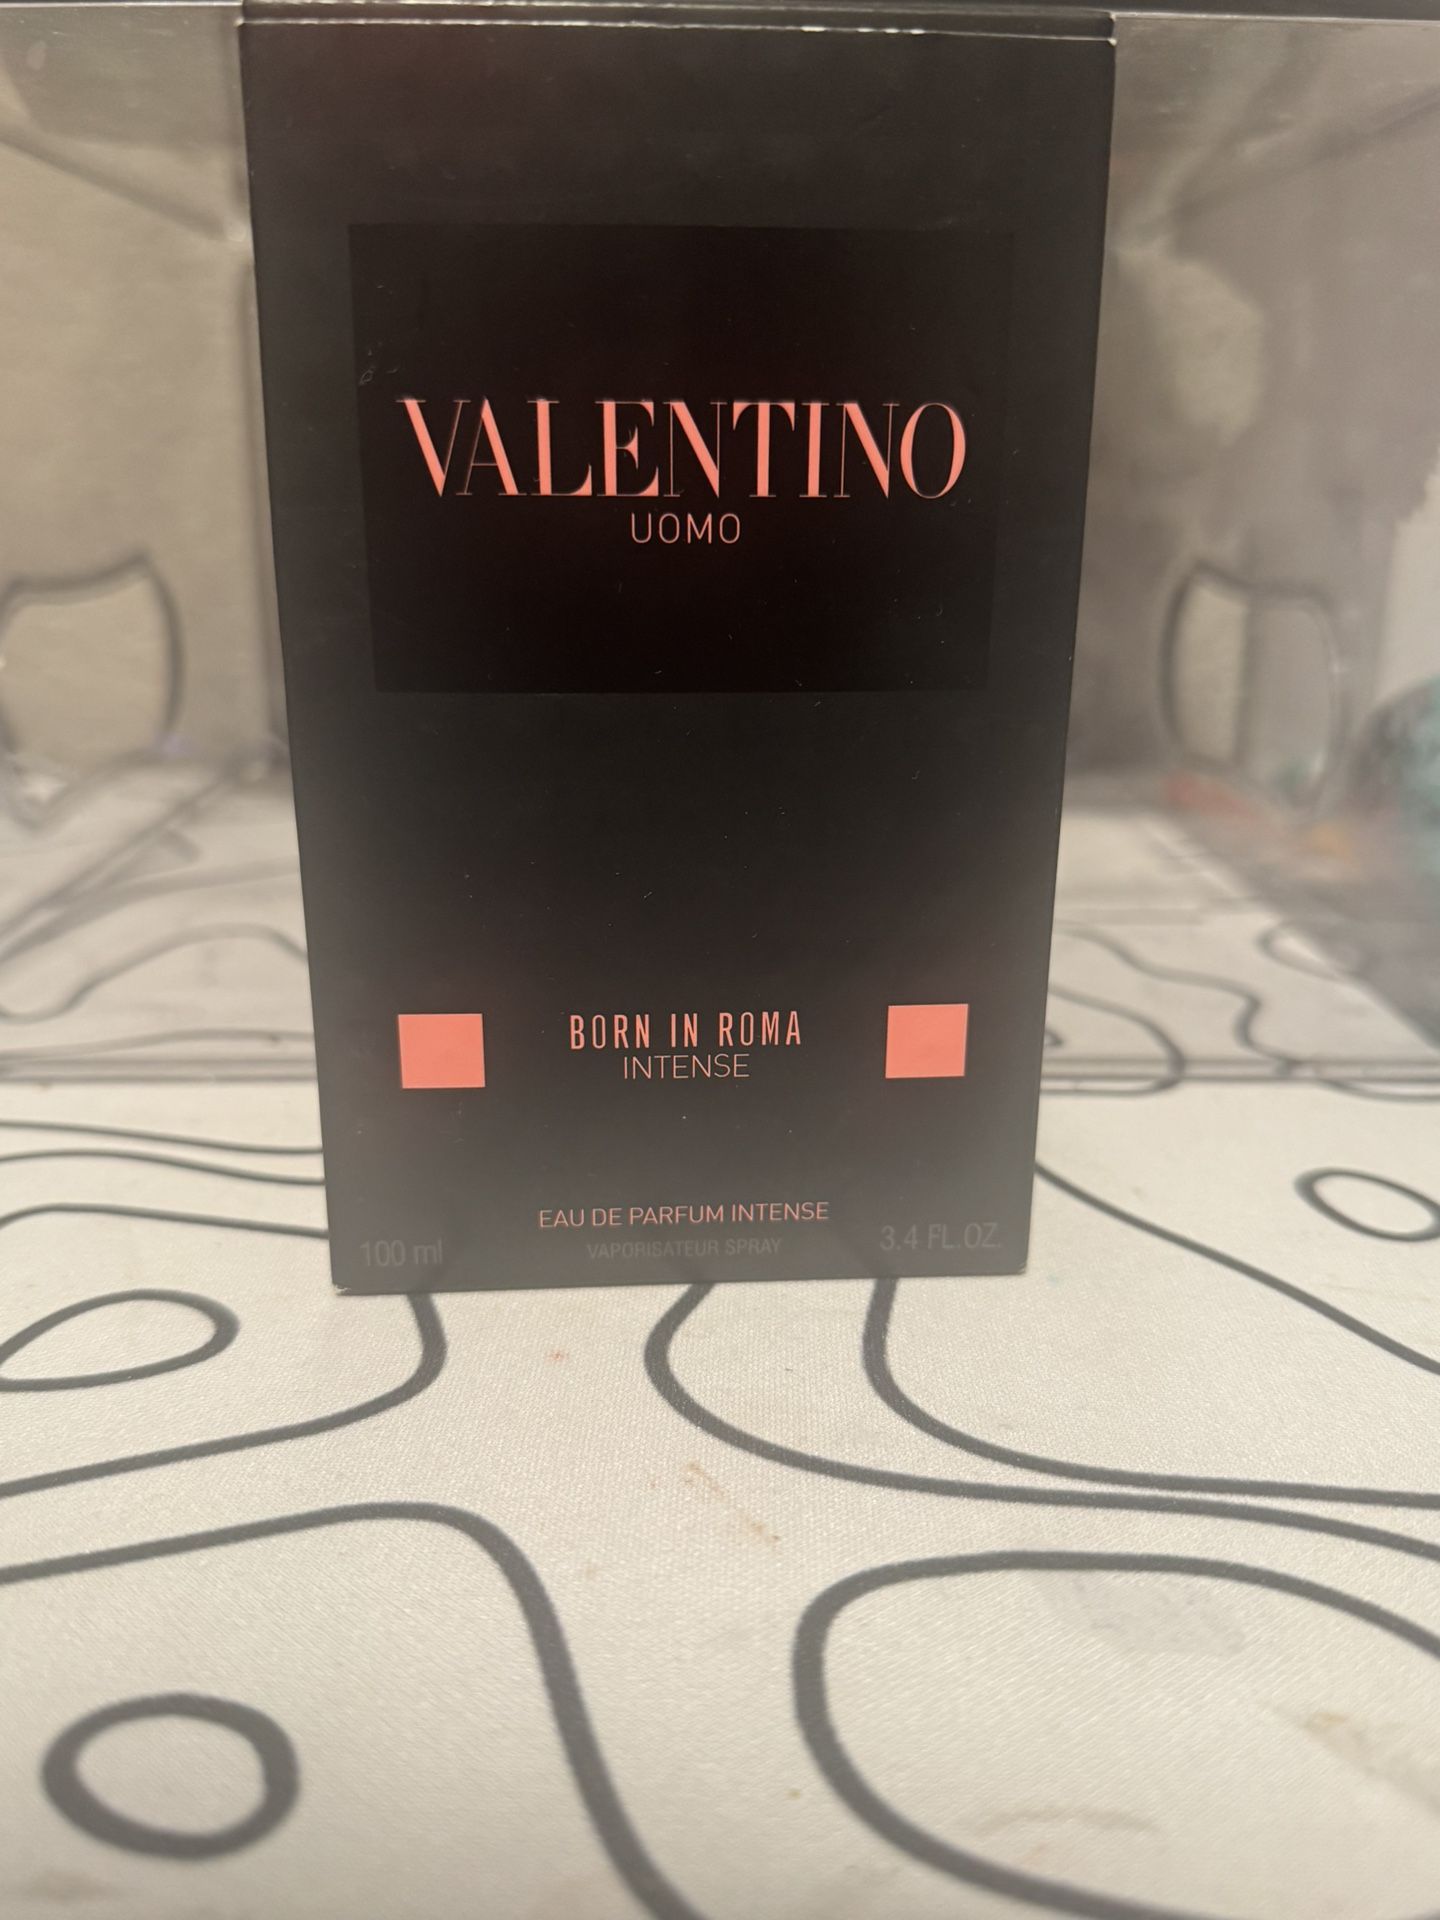 VALENTINO
UOMO
BORN IN ROMA
INTENSE
EAU DE PARFUM INTENSE
100 ml VAPORISATEUR SPRAY 3.4 FL.OZ.